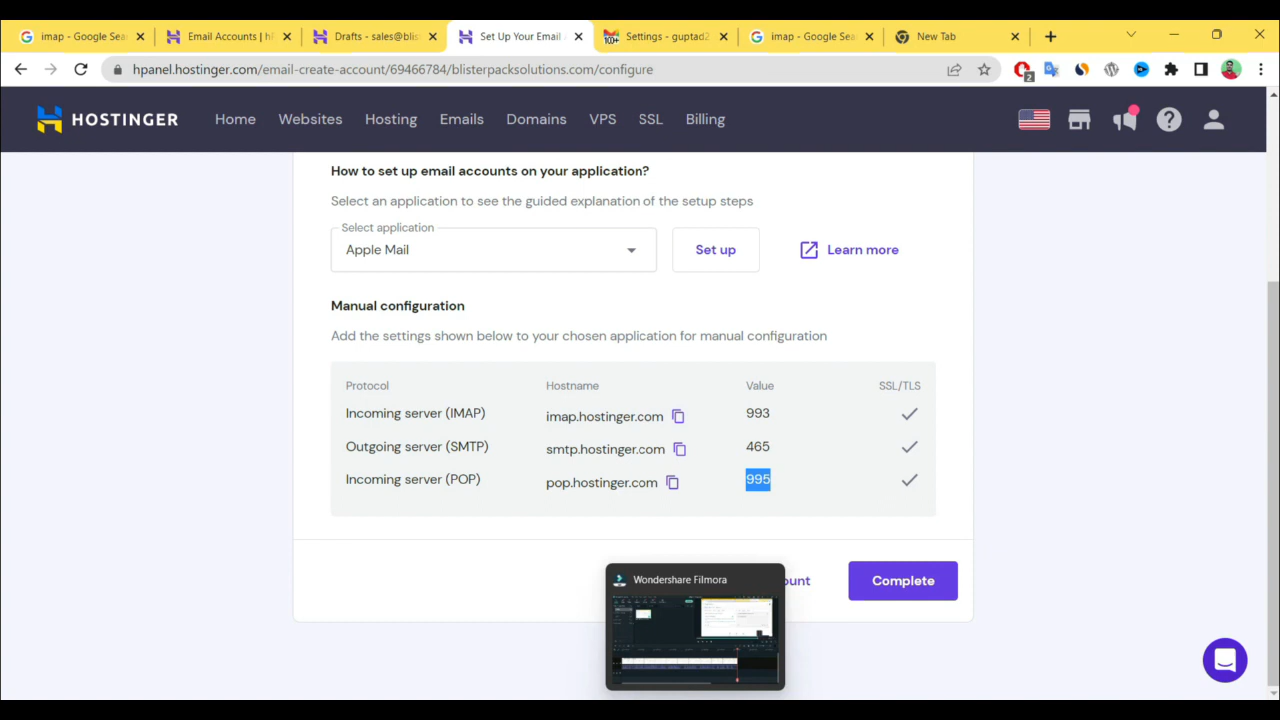 imap - Google Sea
Email Accounts | hP
Drafts - sales@blis
Set Up Your Email
Settings - guptad2
imap - Google Sea
New Tab
hpanel.hostinger.com/email-create-account/69466784/blisterpacksolutions.com/configure
2
HOSTINGER
Home
Websites
Hosting
Emails
Domains
VPS
SSL
Billing
How to set up email accounts on your application?
Select an application to see the guided explanation of the setup steps
Select application
Apple Mail
Set up
Learn more
Manual configuration
Add the settings shown below to your chosen application for manual configuration
Protocol Hostname Value SSL/TLS
Incoming server (IMAP) imap.hostinger.com 993
Outgoing server (SMTP) smtp.hostinger.com 465
Incoming server (POP) pop.hostinger.com 995
Wondershare Filmora
ount
Complete